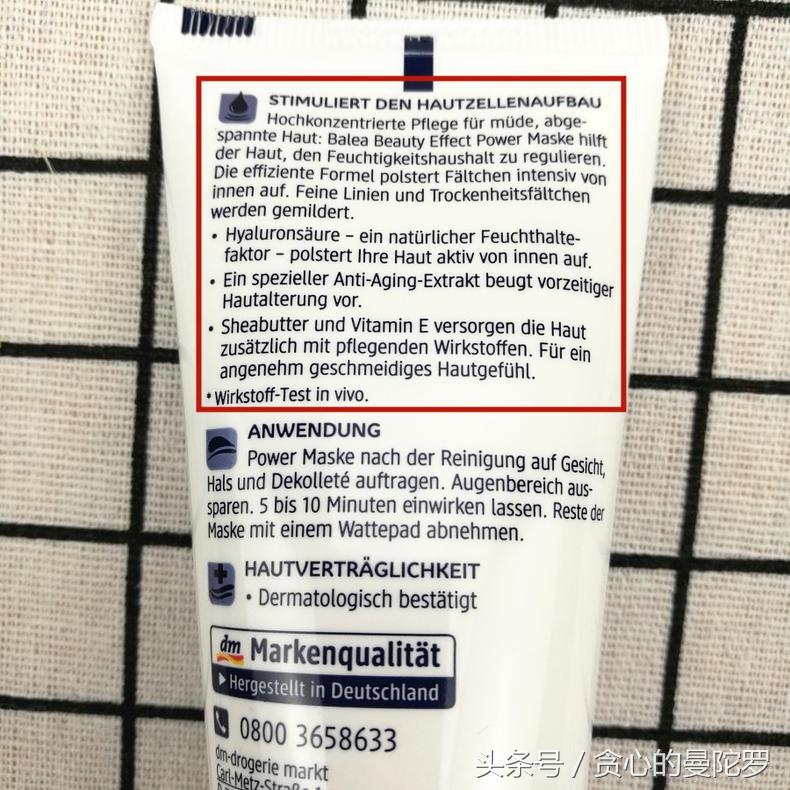 STIMULIERT DEN HAUTZELLENAUFBAU
Hochkonzentrierte Pflege für müde, abge-
spannte Haut: Balea Beauty Effect Power Maske hilft
der Haut, den Feuchtigkeitshaushalt zu regulieren.
Die effiziente Formel polstert Fältchen intensiv von
innen auf. Feine Linien und Trockenheitsfältchen
werden gemildert.
• Hyaluronsäure – ein natürlicher Feuchthalte-
faktor – polstert Ihre Haut aktiv von innen auf.
• Ein spezieller Anti-Aging-Extrakt beugt vorzeitiger
Hautalterung vor.
• Sheabutter und Vitamin E versorgen die Haut
zusätzlich mit pflegenden Wirkstoffen. Für ein
angenehm geschmeidiges Hautgefühl.
* Wirkstoff-Test in vivo.
ANWENDUNG
Power Maske nach der Reinigung auf Gesicht,
Hals und Dekolleté auftragen. Augenbereich aus-
sparen. 5 bis 10 Minuten einwirken lassen. Reste der
Maske mit einem Wattepad abnehmen.
HAUTVERTRÄGLICHKEIT
• Dermatologisch bestätigt
dm Markenqualität
Hergestellt in Deutschland
0800 3658633
dm-drogerie markt
Carl-Metz-Straße 1
头条号 / 贪心的曼陀罗